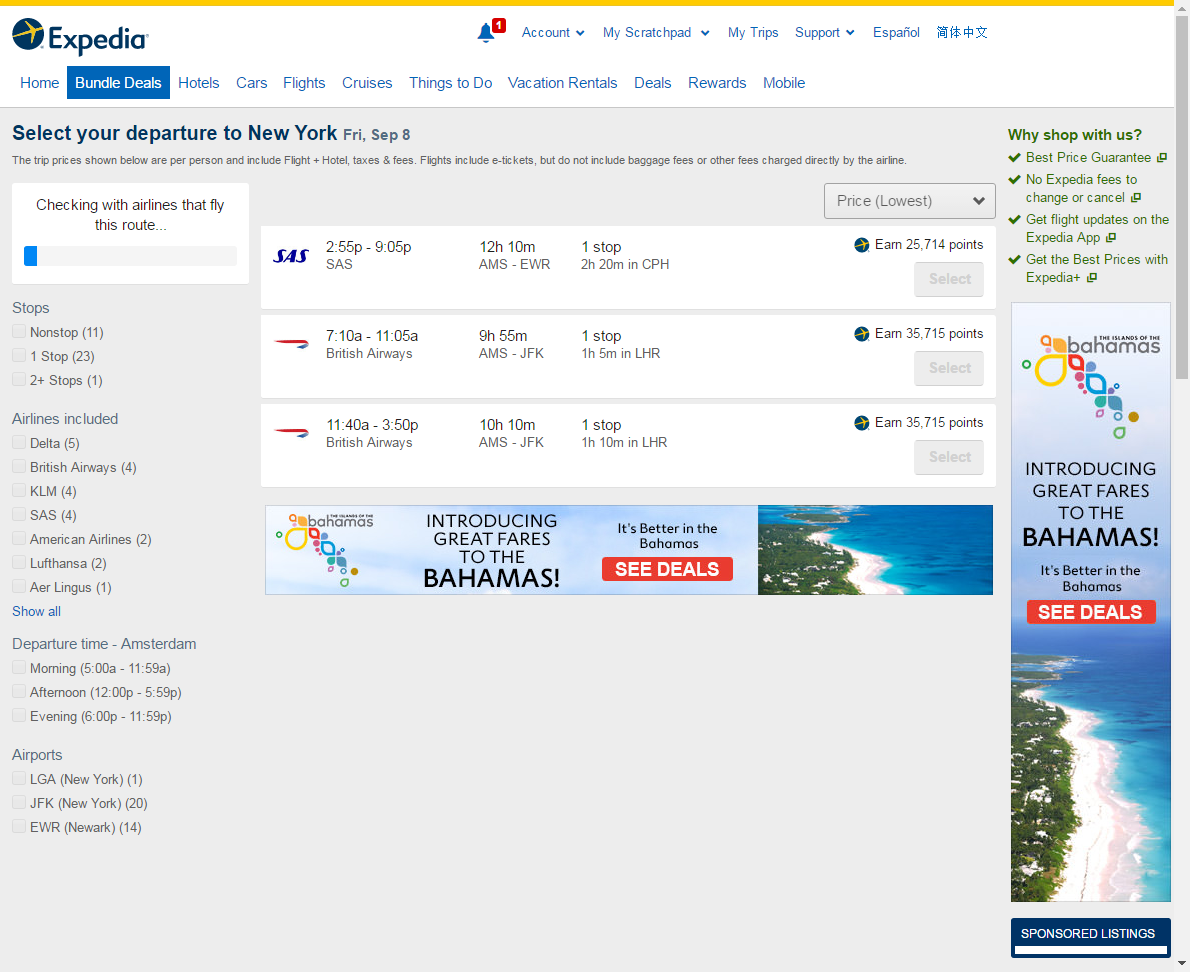 Expedia
1
Account
My Scratchpad
My Trips
Support
Español
简体中文
Home
Bundle Deals
Hotels
Cars
Flights
Cruises
Things to Do
Vacation Rentals
Deals
Rewards
Mobile
Select your departure to New York Fri, Sep 8
The trip prices shown below are per person and include Flight + Hotel, taxes & fees. Flights include e-tickets, but do not include baggage fees or other fees charged directly by the airline.
Checking with airlines that fly
this route...
Stops
Nonstop (11)
1 Stop (23)
2+ Stops (1)
Airlines included
Delta (5)
British Airways (4)
KLM (4)
SAS (4)
American Airlines (2)
Lufthansa (2)
Aer Lingus (1)
Show all
Departure time - Amsterdam
Morning (5:00a - 11:59a)
Afternoon (12:00p - 5:59p)
Evening (6:00p - 11:59p)
Airports
LGA (New York) (1)
JFK (New York) (20)
EWR (Newark) (14)
Price (Lowest)
SAS
2:55p - 9:05p
SAS
12h 10m
AMS - EWR
1 stop
2h 20m in CPH
Earn 25,714 points
Select
7:10a - 11:05a
British Airways
9h 55m
AMS - JFK
1 stop
1h 5m in LHR
Earn 35,715 points
Select
11:40a - 3:50p
British Airways
10h 10m
AMS - JFK
1 stop
1h 10m in LHR
Earn 35,715 points
Select
THE ISLANDS OF THE
bahamas
INTRODUCING
GREAT FARES
TO THE
BAHAMAS!
It's Better in the
Bahamas
SEE DEALS
Why shop with us?
Best Price Guarantee
No Expedia fees to
change or cancel
Get flight updates on the
Expedia App
Get the Best Prices with
Expedia+
THE ISLANDS OF THE
bahamas
INTRODUCING
GREAT FARES
TO THE
BAHAMAS!
It's Better in the
Bahamas
SEE DEALS
SPONSORED LISTINGS